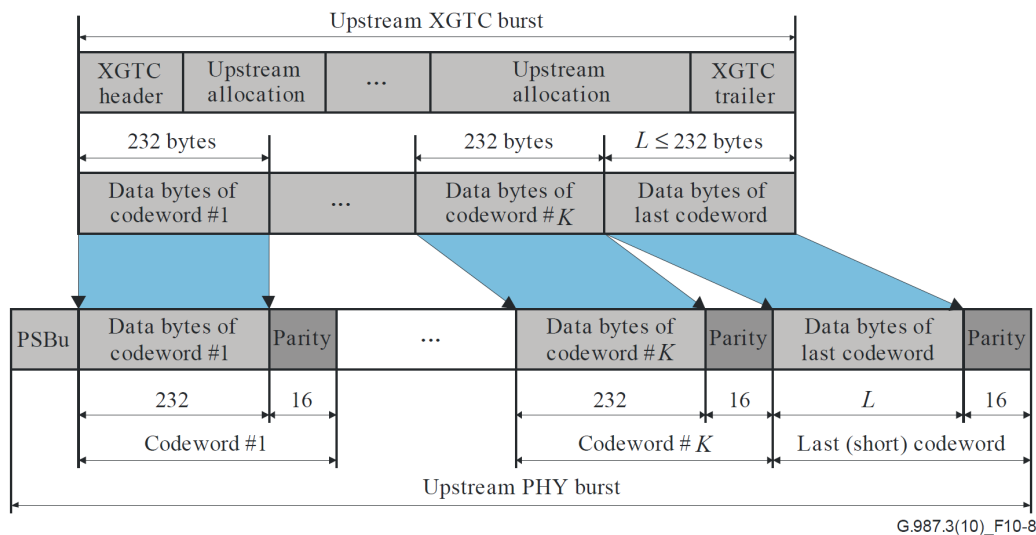 Upstream XGTC burst
XGTC
header
Upstream
allocation
...
Upstream
allocation
XGTC
trailer
232 bytes
232 bytes
L ≤ 232 bytes
Data bytes of
codeword #1
...
Data bytes of
codeword #K
Data bytes of
last codeword
PSBu
Data bytes of
codeword #1
Parity
...
Data bytes of
codeword #K
Parity
Data bytes of
last codeword
Parity
232
16
232
16
L
16
Codeword #1
Codeword #K
Last (short) codeword
Upstream PHY burst
G.987.3(10)_F10-8